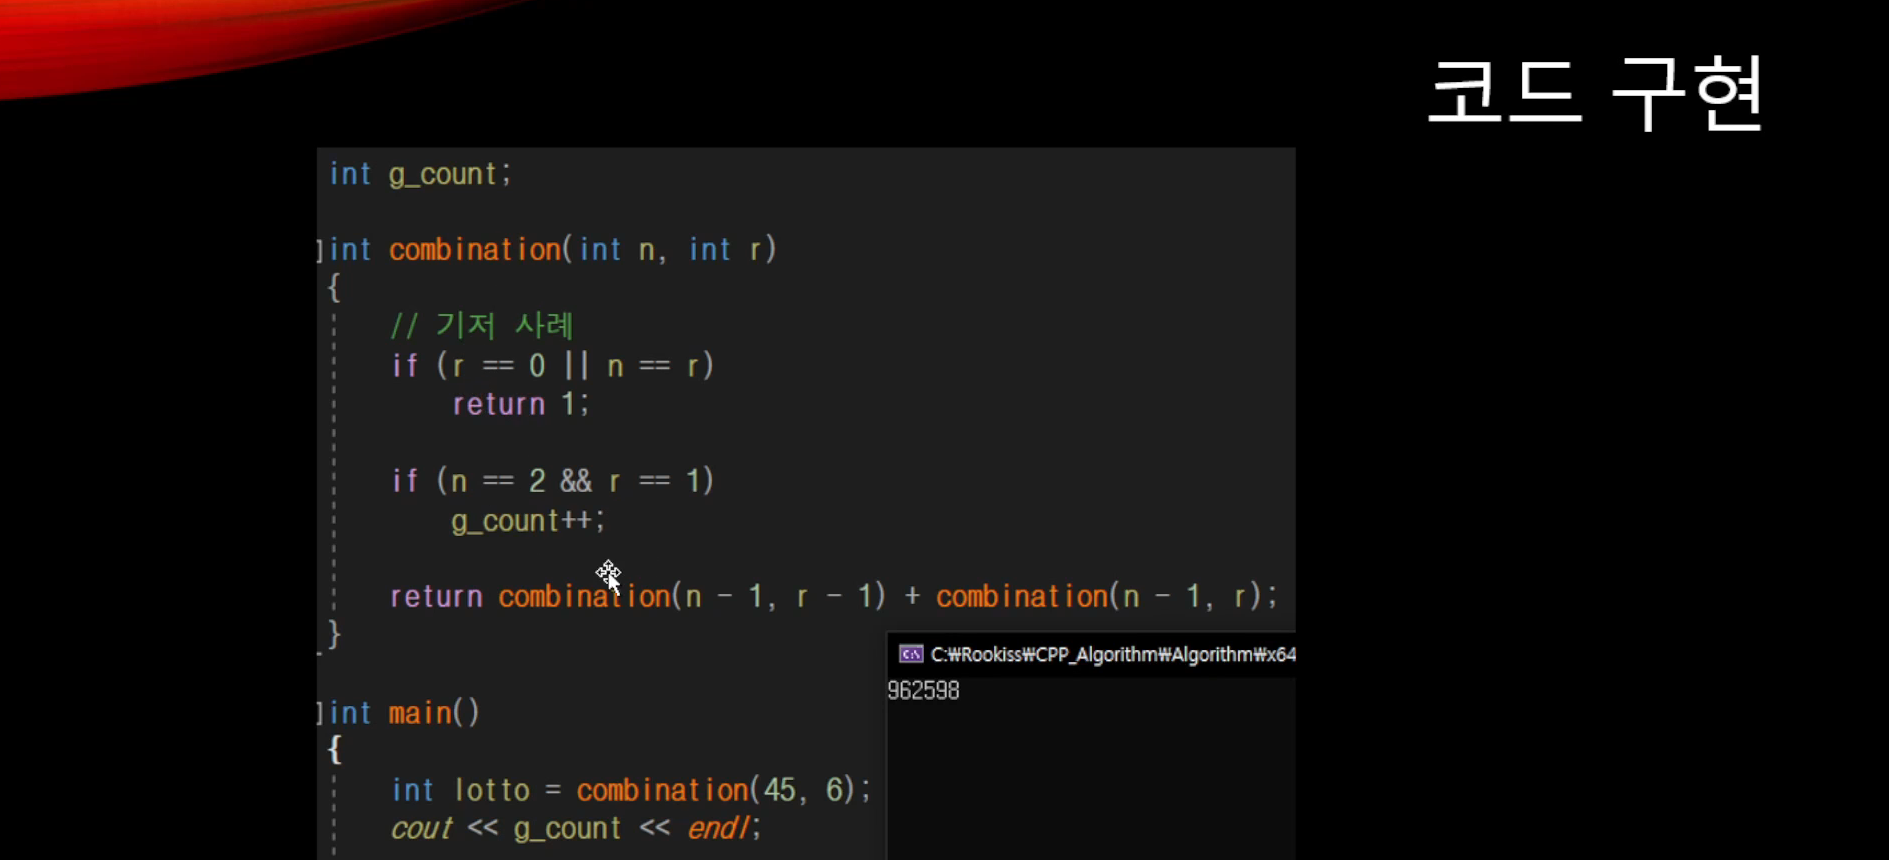 코드 구현
int g_count;
int combination(int n, int r)
{
// 기저 사례
if (r == 0 || n == r)
return 1;
if (n == 2 && r == 1)
g_count++;
return combination(n - 1, r - 1) + combination(n - 1, r);
}
C:₩Rookiss₩CPP_Algorithm₩Algorithm₩x64
962598
int main()
{
int lotto = combination(45, 6);
cout << g_count << endl;